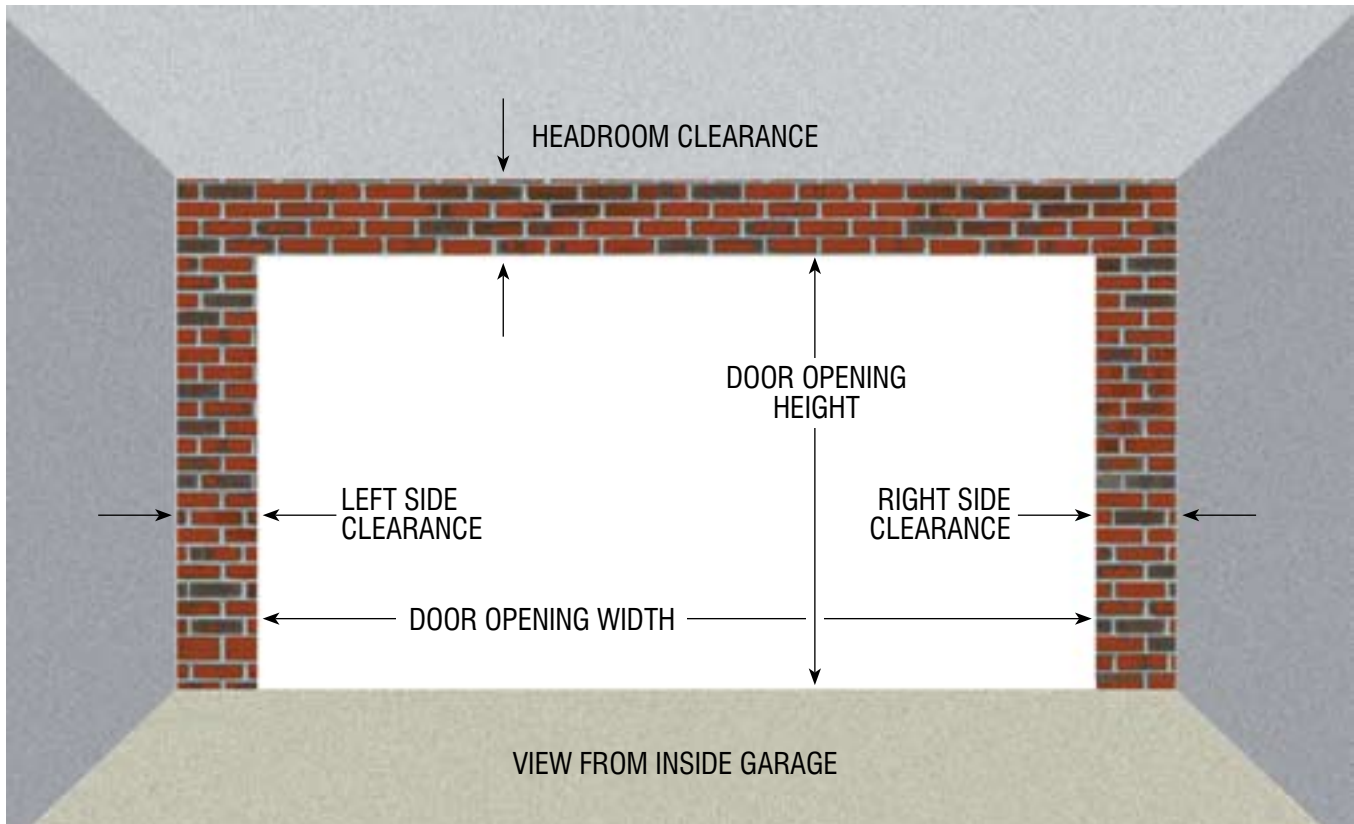 HEADROOM CLEARANCE
DOOR OPENING
HEIGHT
LEFT SIDE
CLEARANCE
RIGHT SIDE
CLEARANCE
DOOR OPENING WIDTH
VIEW FROM INSIDE GARAGE